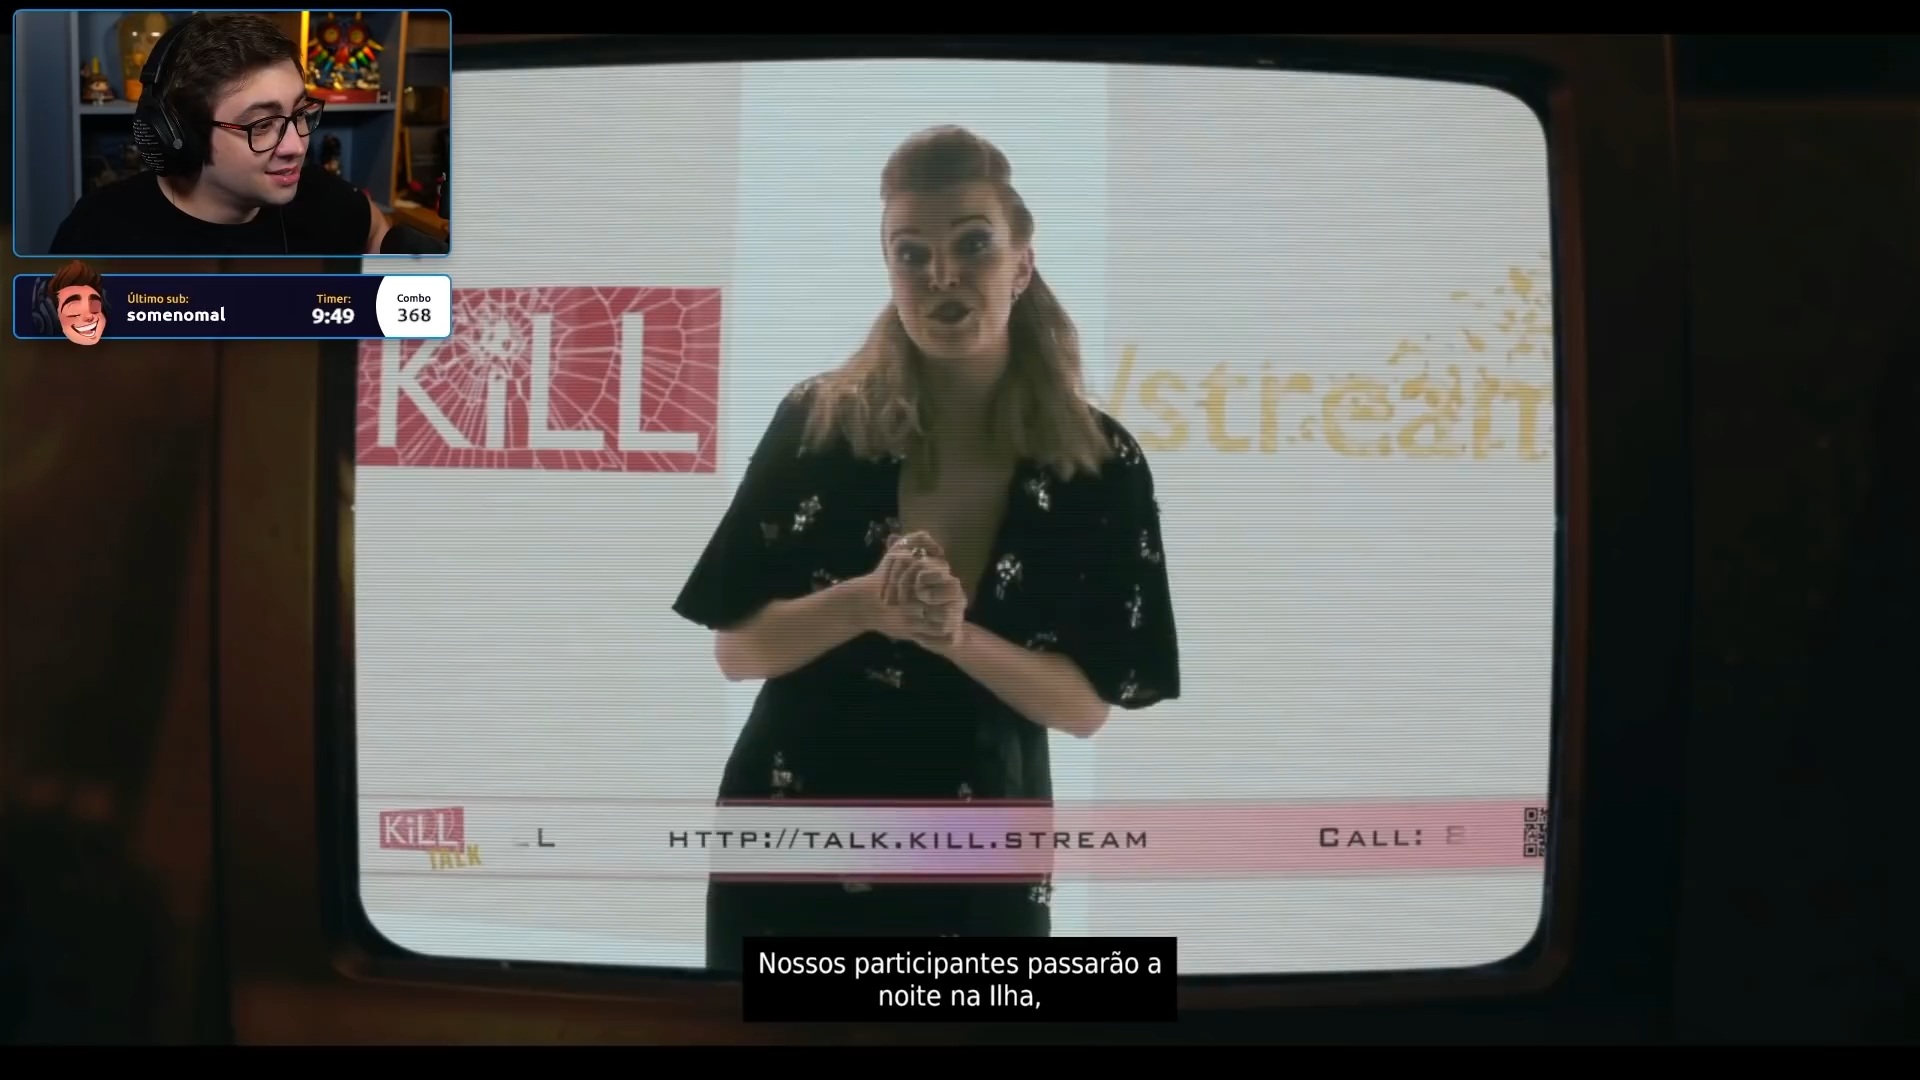 Último sub:
somenomal
Timer:
9:49
Combo
368
KiLL
/stream
KiLL
TALK
L
HTTP://TALK.KILL.STREAM
CALL: 8
Nossos participantes passarão a
noite na Ilha,